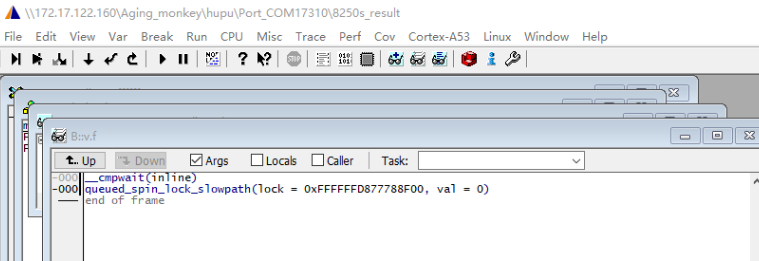 \\172.17.122.160\Aging_monkey\hupu\Port_COM17310\8250s_result
File Edit View Var Break Run CPU Misc Trace Perf Cov Cortex-A53 Linux Window Help
B::v.f
Up Down Args Locals Caller Task:
-000 __cmpwait(inline)
-000 queued_spin_lock_slowpath(lock = 0xFFFFFFD877788F00, val = 0)
end of frame